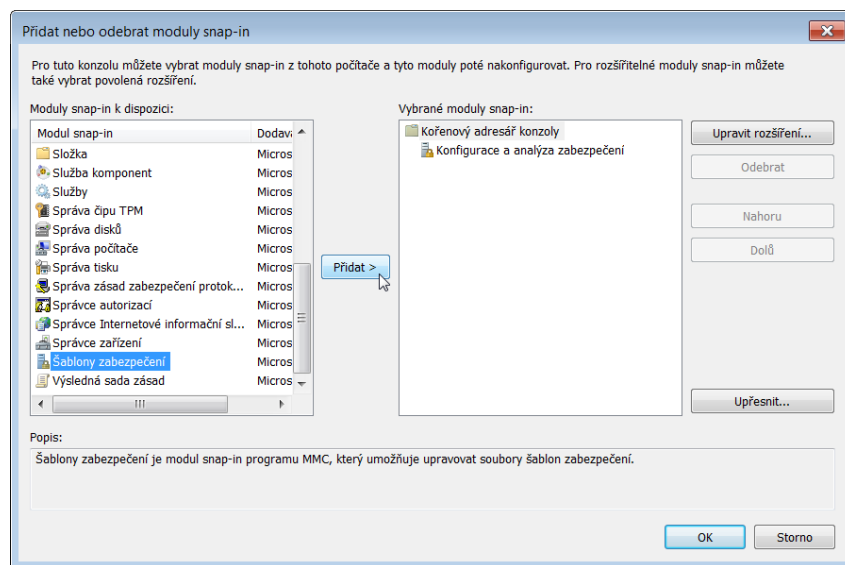 Přidat nebo odebrat moduly snap-in
Pro tuto konzolu můžete vybrat moduly snap-in z tohoto počítače a tyto moduly poté nakonfigurovat. Pro rozšířitelné moduly snap-in můžete
také vybrat povolená rozšíření.
Moduly snap-in k dispozici:
Modul snap-in Dodav
Složka Micros
Služba komponent Micros
Služby Micros
Správa čipu TPM Micros
Správa disků Micros
Správa počítače Micros
Správa tisku Micros
Správa zásad zabezpečení protok... Micros
Správce autorizací Micros
Správce Internetové informační sl... Micros
Správce zařízení Micros
Šablony zabezpečení Micros
Výsledná sada zásad Micros
Přidat >
Vybrané moduly snap-in:
Kořenový adresář konzoly
Konfigurace a analýza zabezpečení
Upravit rozšíření...
Odebrat
Nahoru
Dolů
Upřesnit...
Popis:
Šablony zabezpečení je modul snap-in programu MMC, který umožňuje upravovat soubory šablon zabezpečení.
OK
Storno